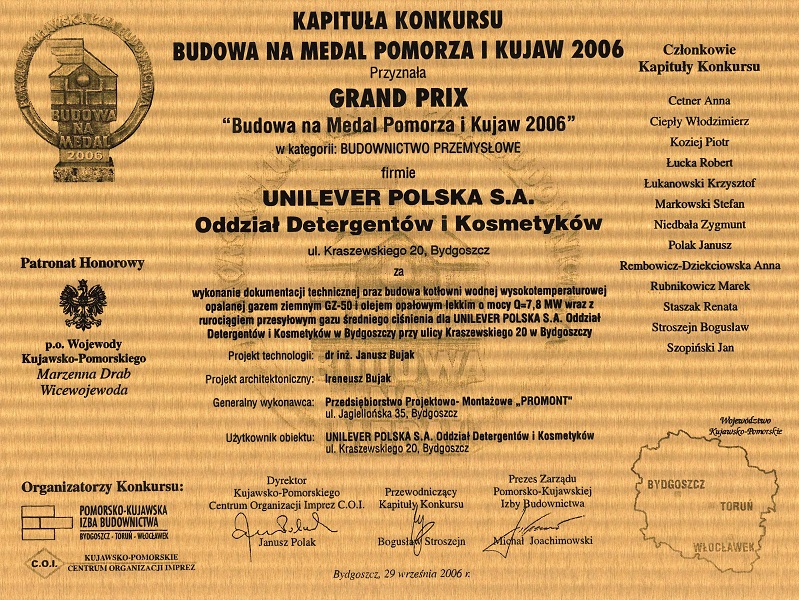 KAPITUŁA KONKURSU
BUDOWA NA MEDAL POMORZA I KUJAW 2006
Przyznała
GRAND PRIX
“Budowa na Medal Pomorza i Kujaw 2006”
w kategorii: BUDOWNICTWO PRZEMYSŁOWE
firmie
UNILEVER POLSKA S.A.
Oddział Detergentów i Kosmetyków
ul. Kraszewskiego 20, Bydgoszcz
za
wykonanie dokumentacji technicznej oraz budowa kotłowni wodnej wysokotemperaturowej
opalanej gazem ziemnym GZ-50 i olejem opałowym lekkim o mocy Q=7,8 MW wraz z
rurociągiem przesyłowym gazu średniego ciśnienia dla UNILEVER POLSKA S.A. Oddział
Detergentów i Kosmetyków w Bydgoszczy przy ulicy Kraszewskiego 20 w Bydgoszczy
Projekt technologii: dr inż. Janusz Bujak
Projekt architektoniczny: Ireneusz Bujak
Generalny wykonawca: Przedsiębiorstwo Projektowo- Montażowe „PROMONT"
ul. Jagiellońska 35, Bydgoszcz
Użytkownik obiektu: UNILEVER POLSKA S.A. Oddział Detergentów i Kosmetyków
ul. Kraszewskiego 20, Bydgoszcz
BUDOWA
NA
MEDAL
2006
Patronat Honorowy
p.o. Wojewody
Kujawsko-Pomorskiego
Marzenna Drab
Wicewojewoda
Członkowie
Kapituły Konkursu
Cetner Anna
Ciepły Włodzimierz
Koziej Piotr
Łucka Robert
Łukanowski Krzysztof
Markowski Stefan
Niedbała Zygmunt
Polak Janusz
Rembowicz-Dziekciowska Anna
Rubnikowicz Marek
Staszak Renata
Stroszejn Bogusław
Szopiński Jan
Organizatorzy Konkursu:
POMORSKO-KUJAWSKA
IZBA BUDOWNICTWA
BYDGOSZCZ - TORUŃ - WŁOCŁAWEK
C.O.I.
KUJAWSKO-POMORSKIE
CENTRUM ORGANIZACJI IMPREZ
Dyrektor
Kujawsko-Pomorskiego
Centrum Organizacji Imprez C.O.I.
Janusz Polak
Przewodniczący
Kapituły Konkursu
Bogusław Stroszejn
Prezes Zarządu
Pomorsko-Kujawskiej
Izby Budownictwa
Michał Joachimowski
Bydgoszcz, 29 września 2006 r.
Województwo
Kujawsko-Pomorskie
BYDGOSZCZ
TORUŃ
WŁOCŁAWEK